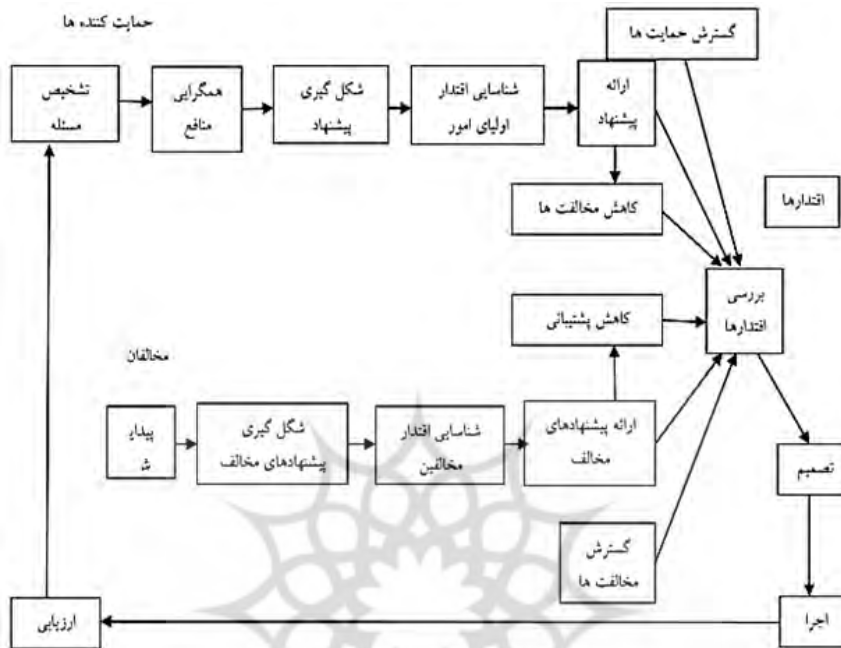 حمایت کننده ها
گسترش حمایت ها
تشخیص
مسئله
همگرایی
منافع
شکل گیری
پیشنهاد
شناسایی اقتدار
اولیای امور
ارائه
پیشنهاد
کاهش مخالفت ها
اقتدارها
بررسی
اقتدارها
کاهش پشتیبانی
مخالفان
پیدای
ش
شکل گیری
پیشنهادهای مخالف
شناسایی اقتدار
مخالفین
ارائه پیشنهادهای
مخالف
تصمیم
گسترش
مخالفت ها
ارزیابی
اجرا